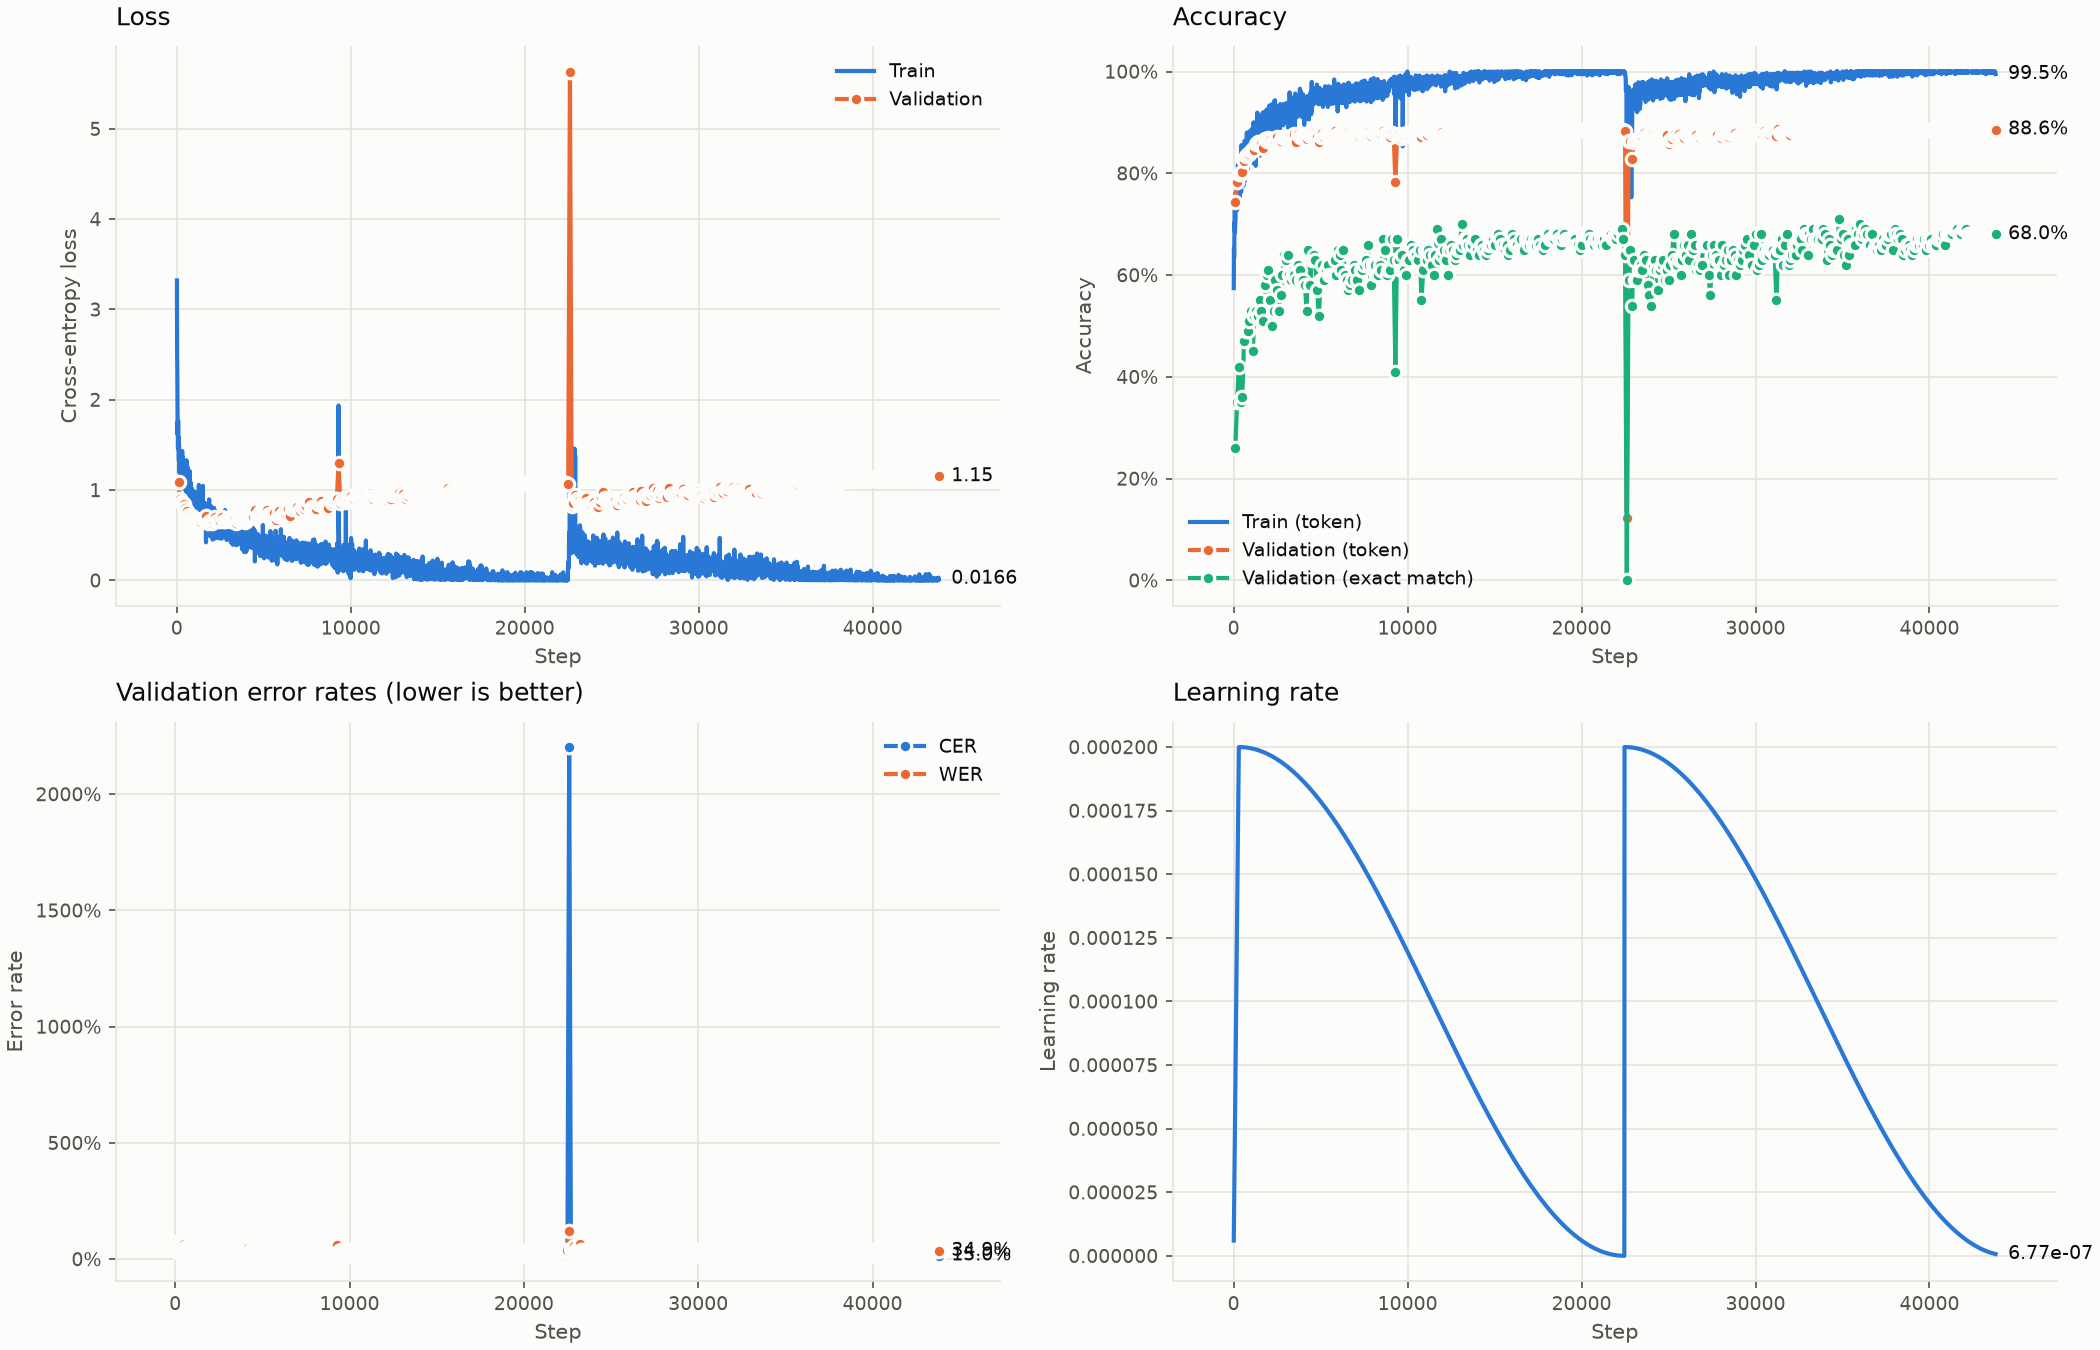 Loss
Cross-entropy loss
5
4
3
2
1
0
Train
Validation
1.15
0.0166
0
10000
20000
30000
40000
Step
Accuracy
Accuracy
100%
80%
60%
40%
20%
0%
99.5%
88.6%
68.0%
Train (token)
Validation (token)
Validation (exact match)
0
10000
20000
30000
40000
Step
Validation error rates (lower is better)
Error rate
2000%
1500%
1000%
500%
0%
CER
WER
0
10000
20000
30000
40000
Step
Learning rate
Learning rate
0.000200
0.000175
0.000150
0.000125
0.000100
0.000075
0.000050
0.000025
0.000000
6.77e-07
0
10000
20000
30000
40000
Step